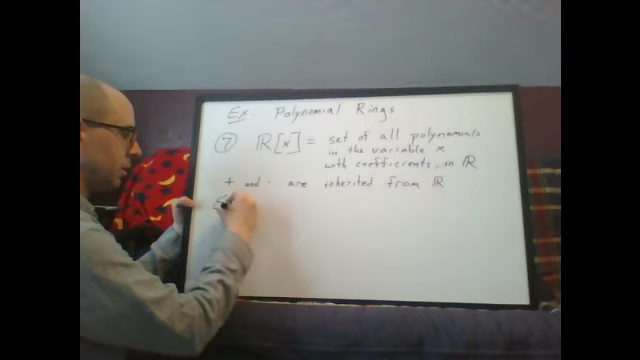 Ex: Polynomial Rings
⑦ ℝ[x] = set of all polynomials
in the variable x
with coefficients in ℝ
+ and · are inherited from ℝ